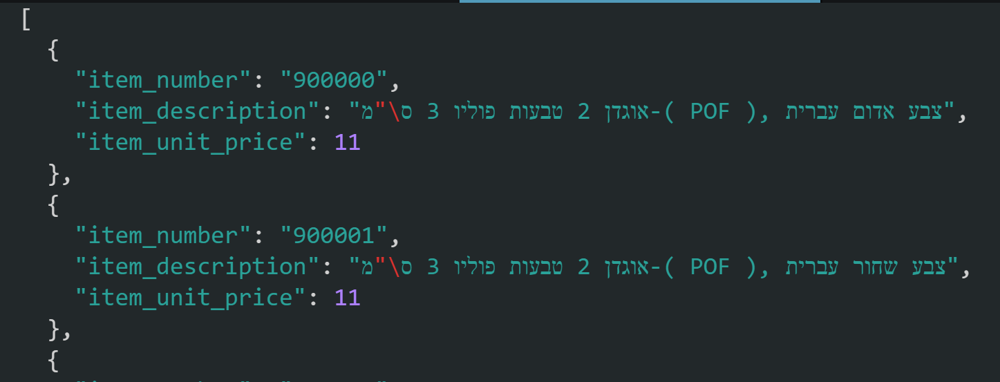 [
{
"item_number": "900000",
"item_description": "אוגדן 2 טבעות פוליו 3 ס\"מ-( POF ), צבע אדום עברית",
"item_unit_price": 11
},
{
"item_number": "900001",
"item_description": "אוגדן 2 טבעות פוליו 3 ס\"מ-( POF ), צבע שחור עברית",
"item_unit_price": 11
},
{